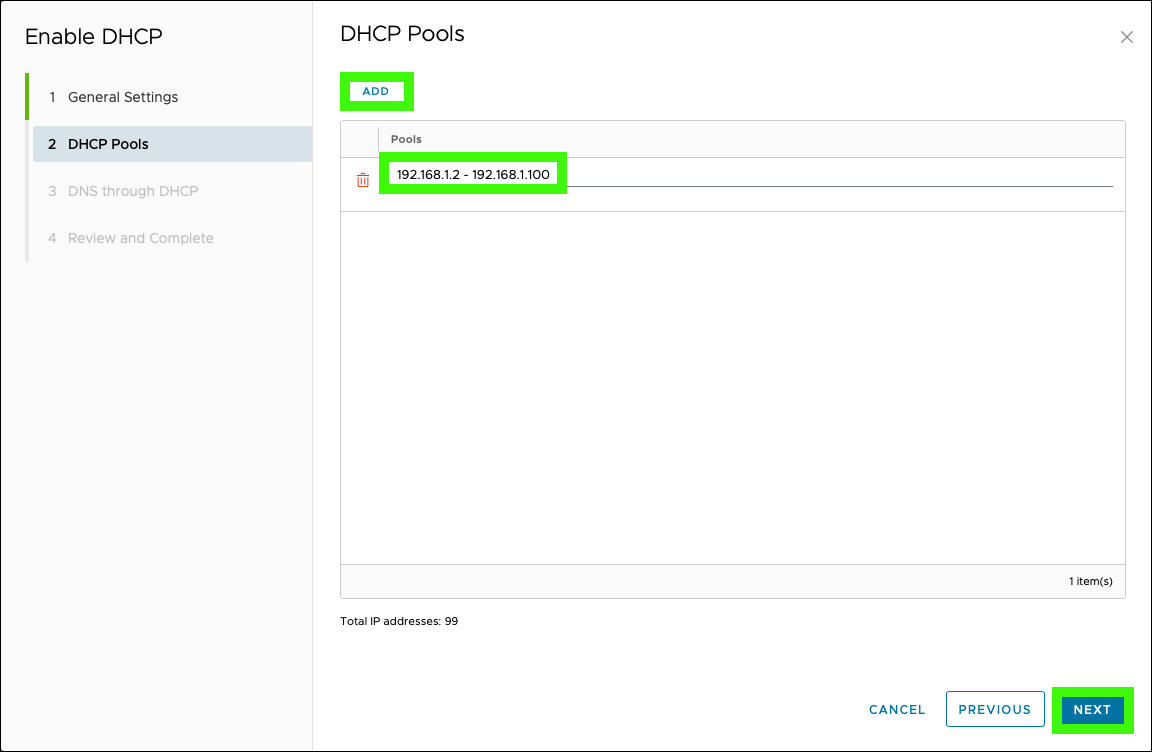 Enable DHCP
1 General Settings
2 DHCP Pools
3 DNS through DHCP
4 Review and Complete
DHCP Pools
ADD
Pools
192.168.1.2 - 192.168.1.100
1 item(s)
Total IP addresses: 99
CANCEL
PREVIOUS
NEXT